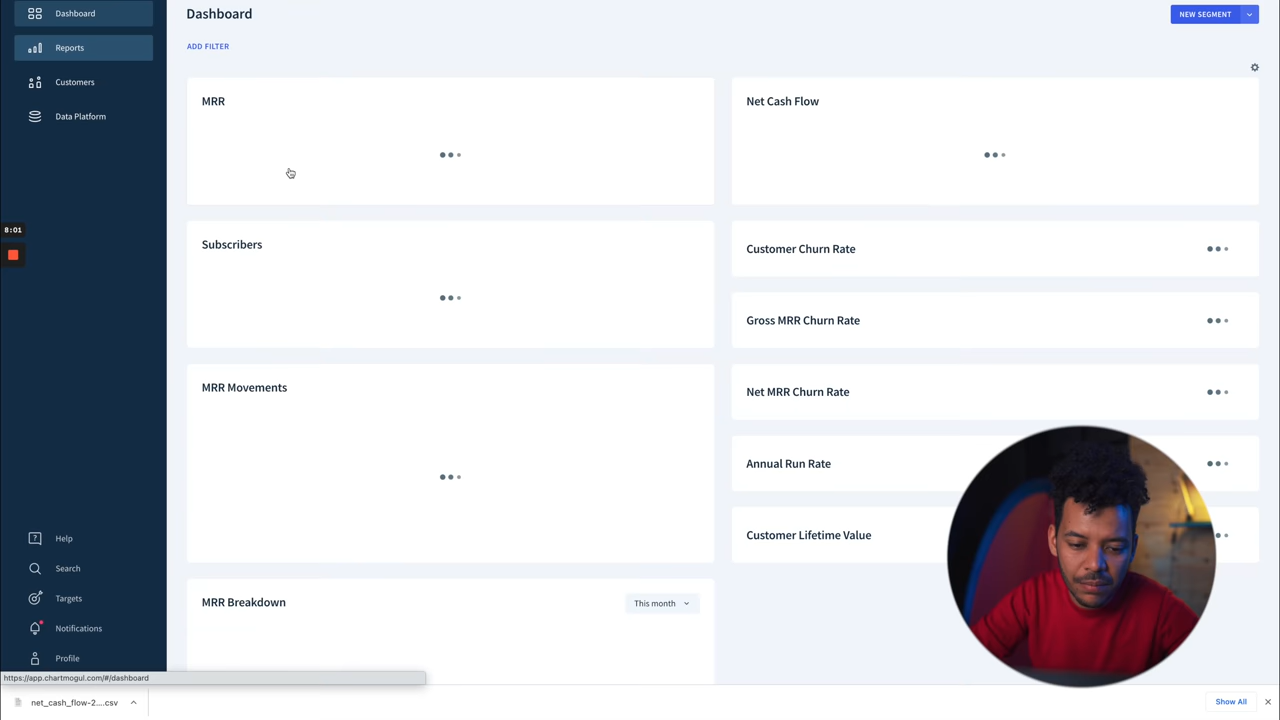 Dashboard
Reports
Customers
Data Platform
8:01
Help
Search
Targets
Notifications
Profile
Dashboard
NEW SEGMENT
ADD FILTER
MRR
Net Cash Flow
Subscribers
Customer Churn Rate
Gross MRR Churn Rate
MRR Movements
Net MRR Churn Rate
Annual Run Rate
Customer Lifetime Value
MRR Breakdown
This month
https://app.chartmogul.com/#/dashboard
net_cash_flow-2....csv
Show All